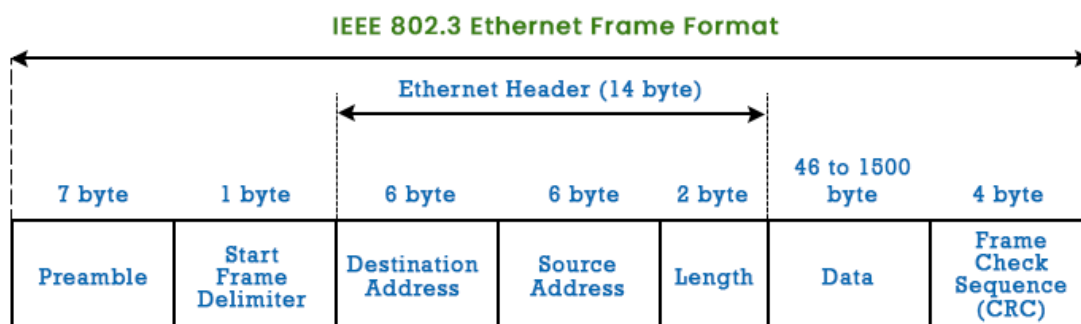 IEEE 802.3 Ethernet Frame Format
Ethernet Header (14 byte)
7 byte
1 byte
6 byte
6 byte
2 byte
46 to 1500
byte
4 byte
Preamble
Start
Frame
Delimiter
Destination
Address
Source
Address
Length
Data
Frame
Check
Sequence
(CRC)